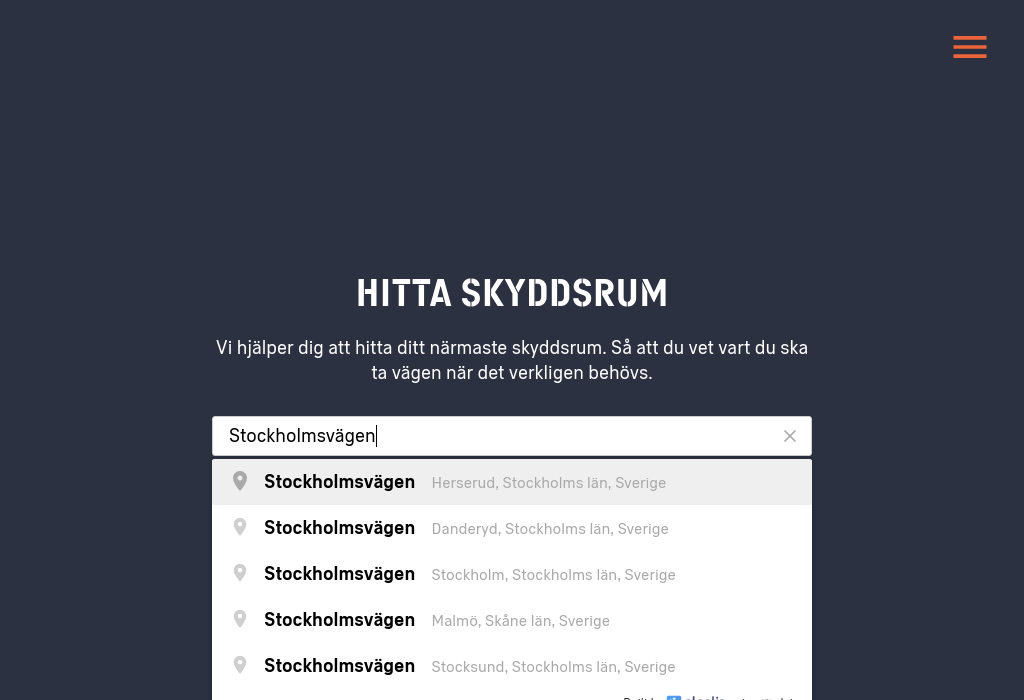 HITTA SKYDDSRUM
Vi hjälper dig att hitta ditt närmaste skyddsrum. Så att du vet vart du ska
ta vägen när det verkligen behövs.
Stockholmsvägen
Stockholmsvägen Herserud, Stockholms län, Sverige
Stockholmsvägen Danderyd, Stockholms län, Sverige
Stockholmsvägen Stockholm, Stockholms län, Sverige
Stockholmsvägen Malmö, Skåne län, Sverige
Stockholmsvägen Stocksund, Stockholms län, Sverige